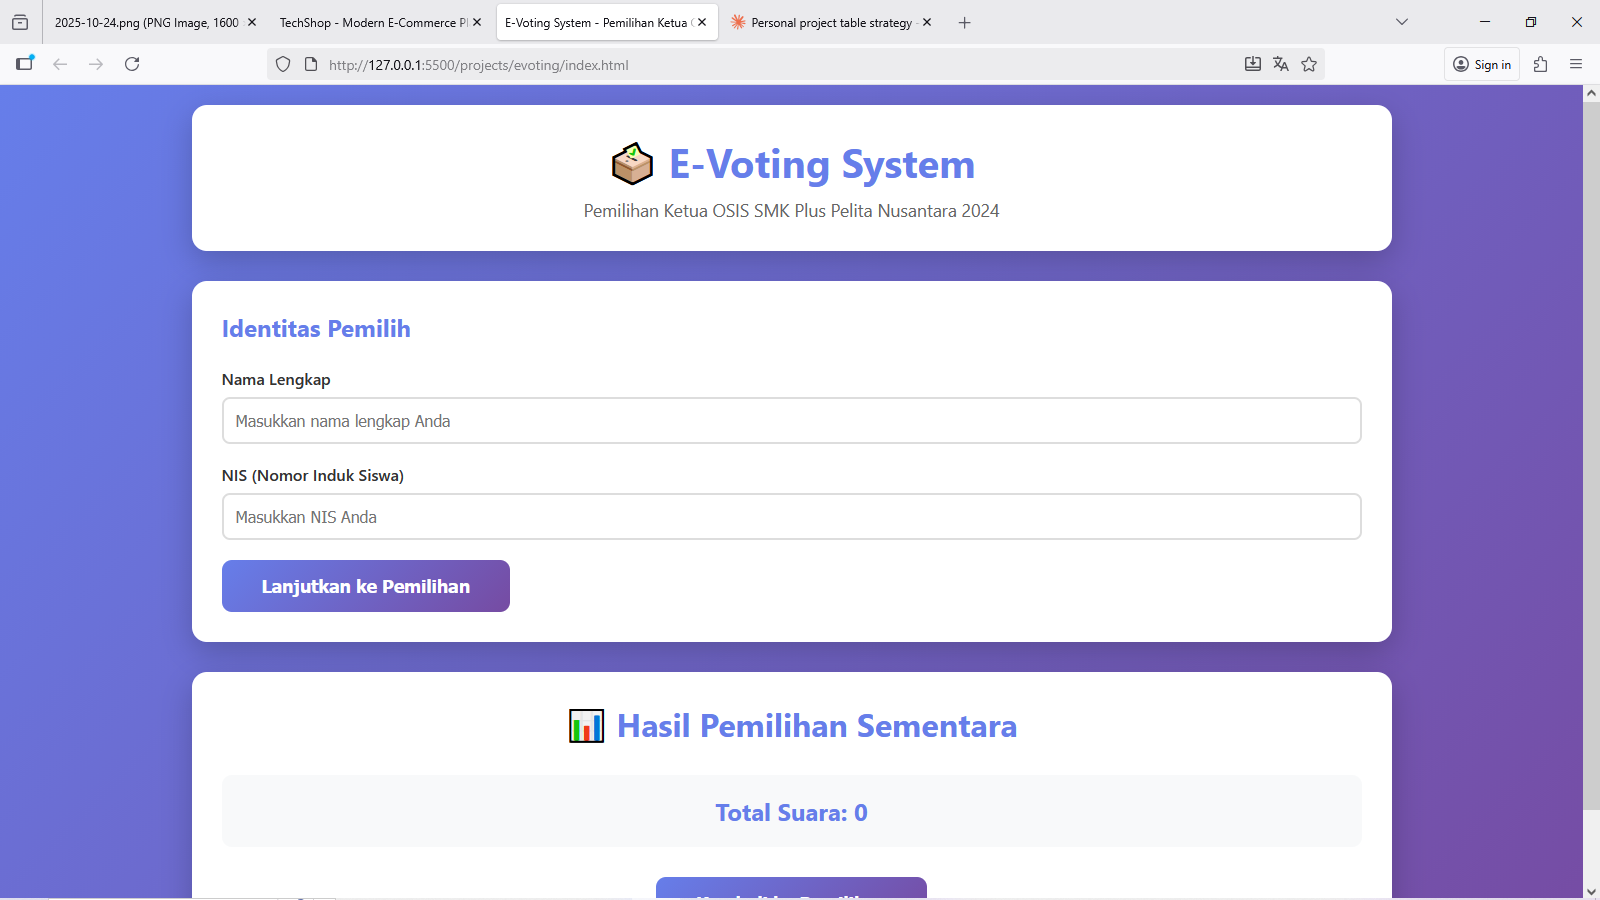 2025-10-24.png (PNG Image, 1600
TechShop - Modern E-Commerce Pl
E-Voting System - Pemilihan Ketua
Personal project table strategy -
http://127.0.0.1:5500/projects/evoting/index.html
Sign in
E-Voting System
Pemilihan Ketua OSIS SMK Plus Pelita Nusantara 2024
Identitas Pemilih
Nama Lengkap
Masukkan nama lengkap Anda
NIS (Nomor Induk Siswa)
Masukkan NIS Anda
Lanjutkan ke Pemilihan
Hasil Pemilihan Sementara
Total Suara: 0